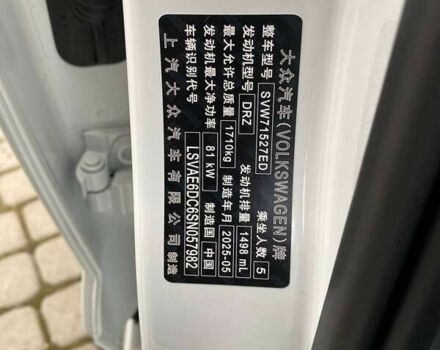 大众汽车(VOLKSWAGEN)牌
整车型号 SVW71527ED 乘坐人数 5
发动机型号 DRZ 发动机排量 1498 mL
最大允许总质量 1710kg 制造年月 2025-05
发动机最大净功率 81 kW 制造国 中国
车辆识别代号 LSVAE6DC6SN057982
上汽大众汽车有限公司制造